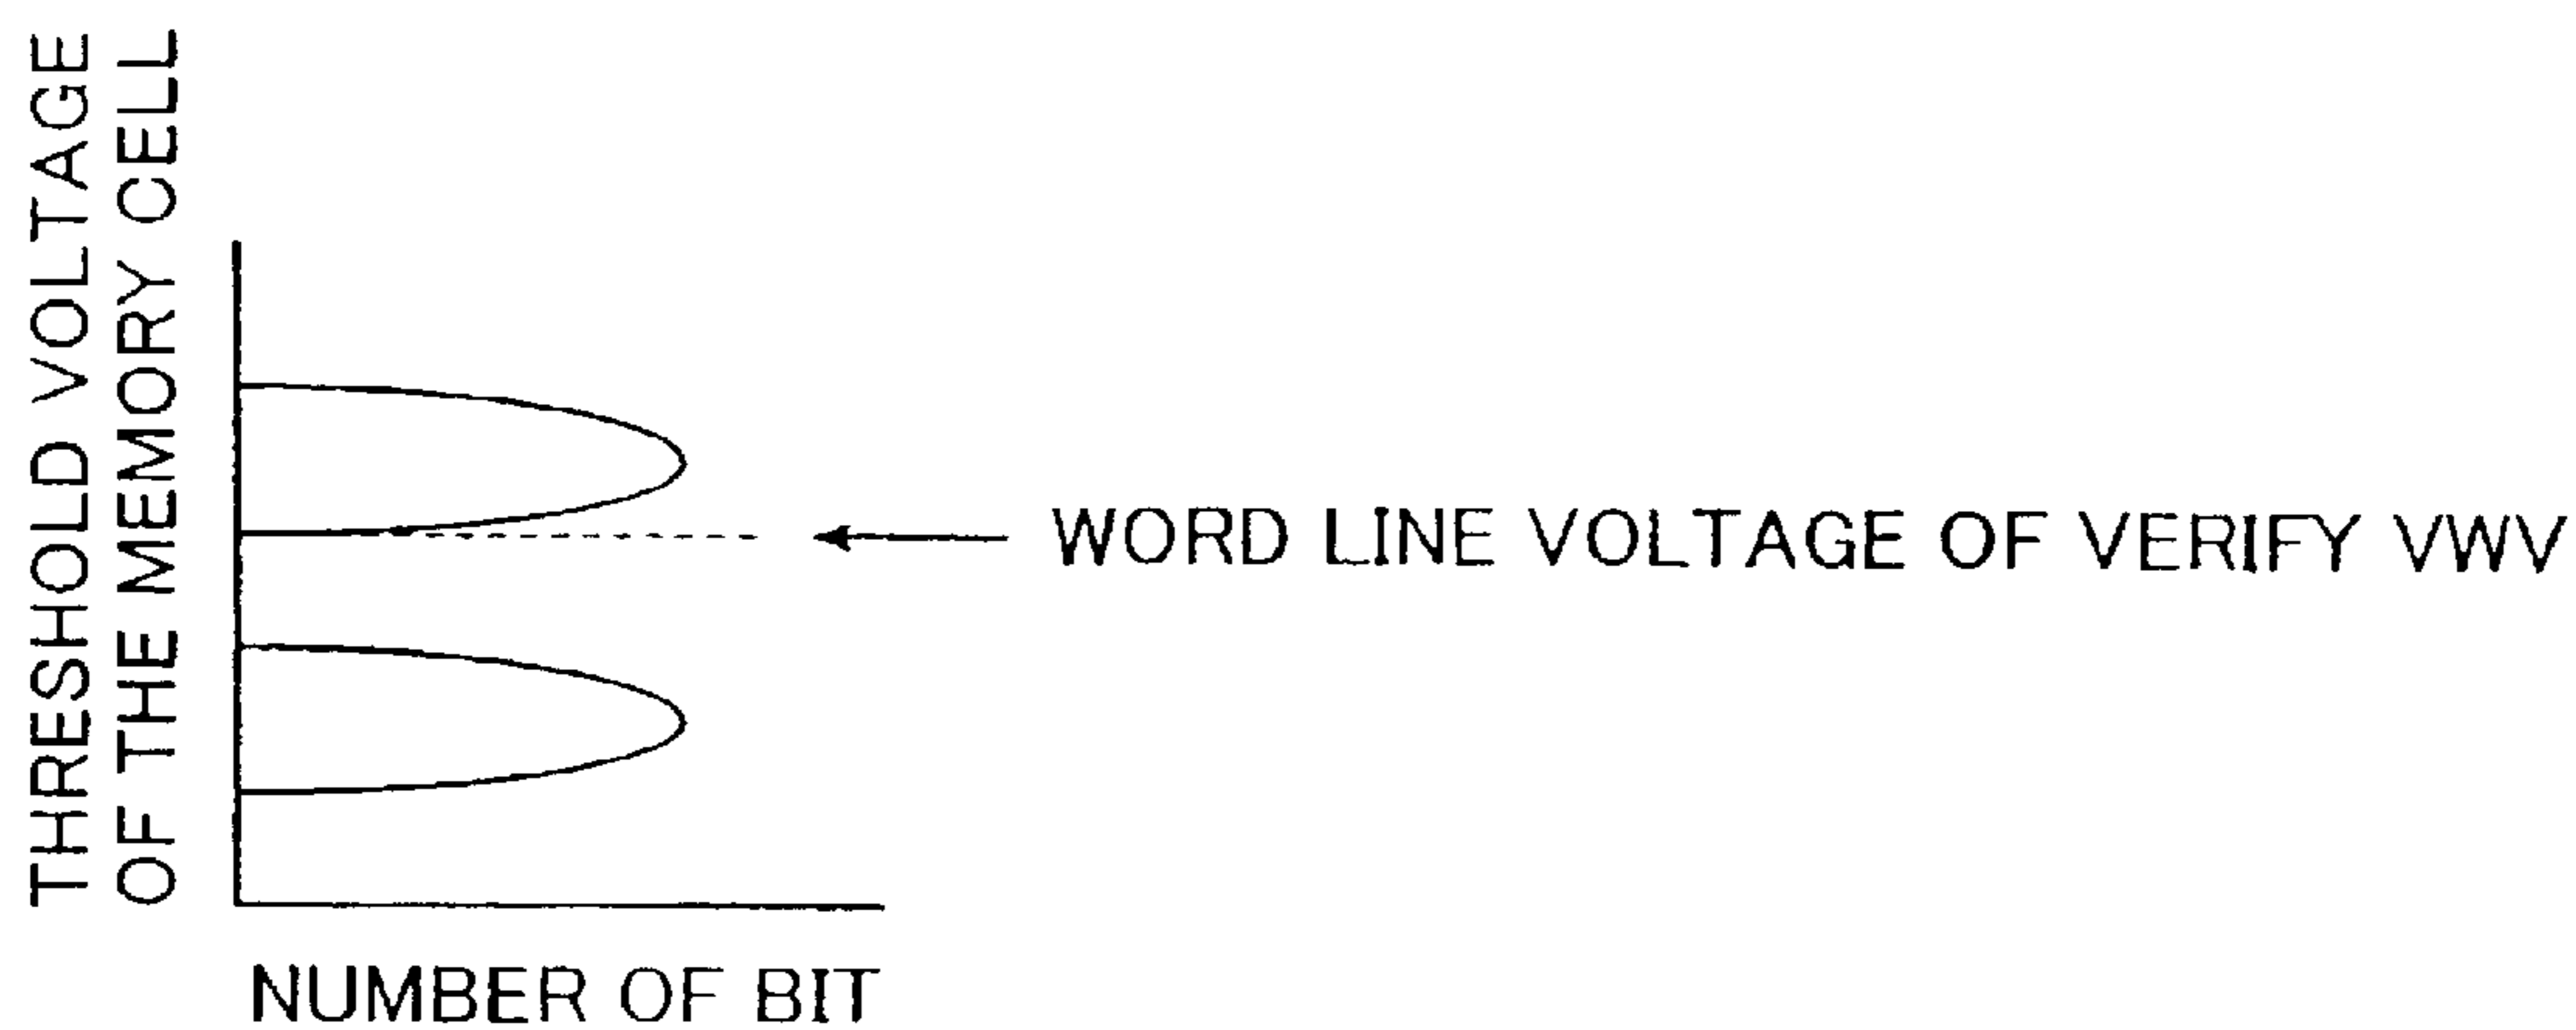 THRESHOLD VOLTAGE
OF THE MEMORY CELL
WORD LINE VOLTAGE OF VERIFY VWV
NUMBER OF BIT